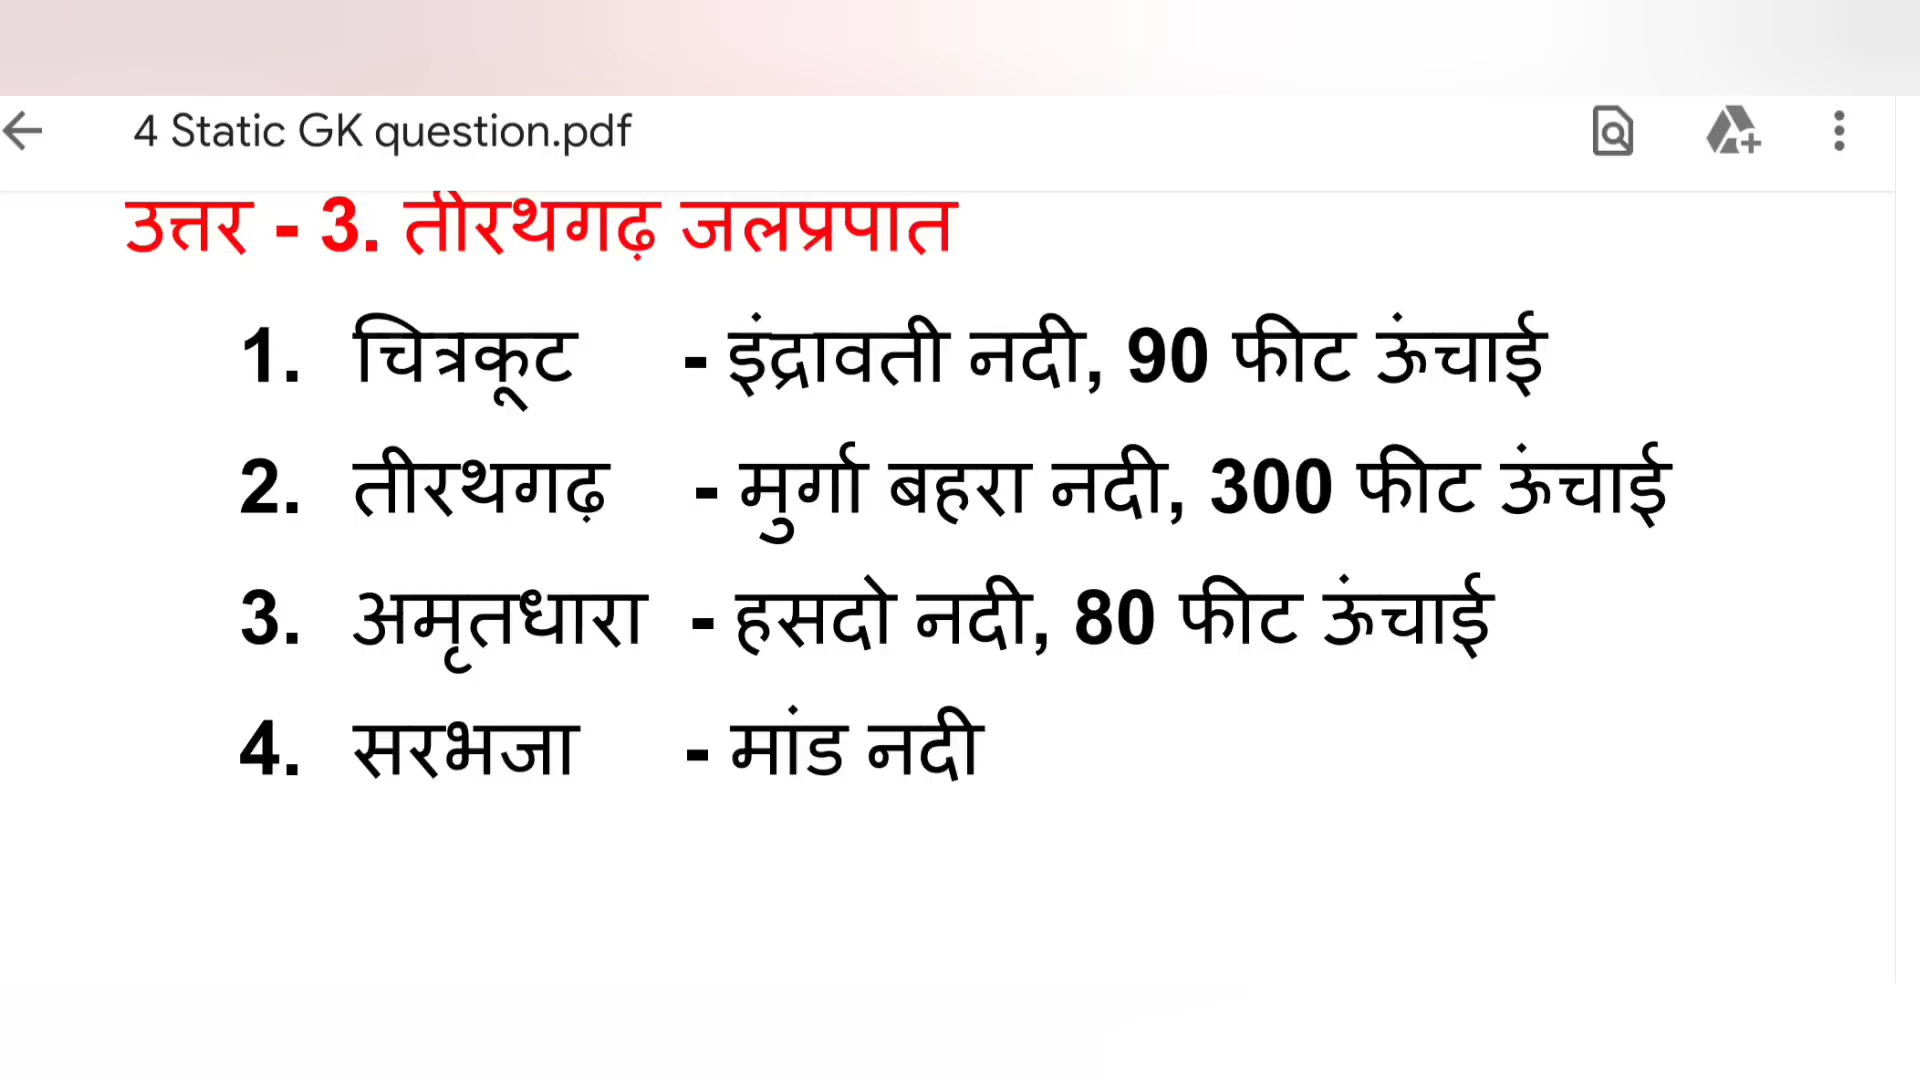 4 Static GK question.pdf
उत्तर - 3. तीरथगढ़ जलप्रपात
1. चित्रकूट - इंद्रावती नदी, 90 फीट ऊंचाई
2. तीरथगढ़ - मुर्गा बहरा नदी, 300 फीट ऊंचाई
3. अमृतधारा - हसदो नदी, 80 फीट ऊंचाई
4. सरभजा - मांड नदी